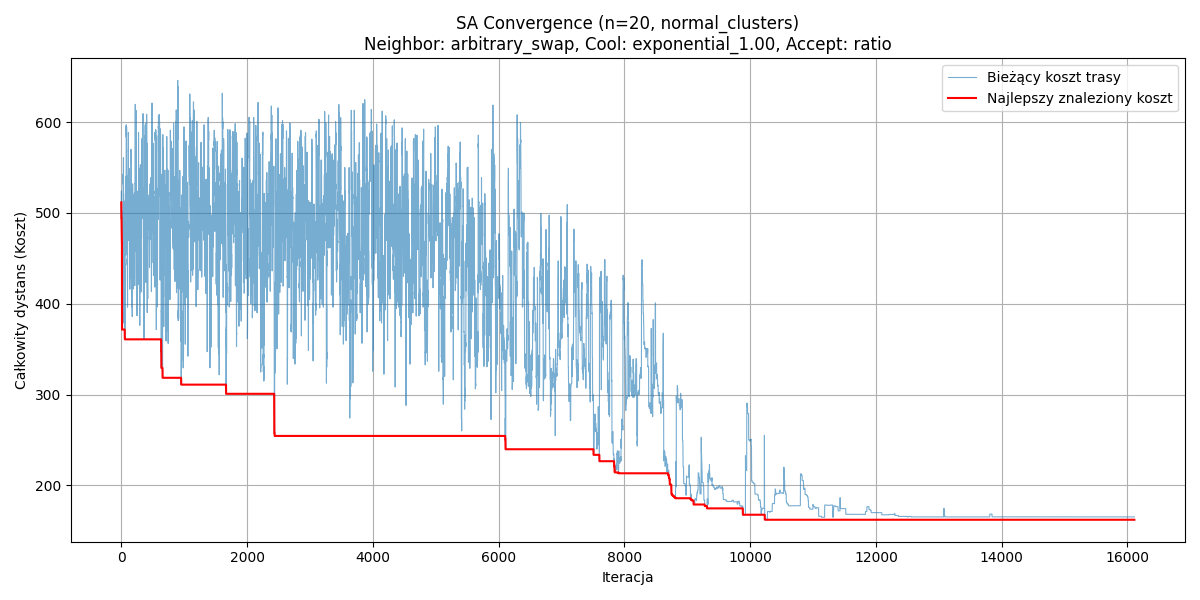 SA Convergence (n=20, normal_clusters)
Neighbor: arbitrary_swap, Cool: exponential_1.00, Accept: ratio
Bieżący koszt trasy
Najlepszy znaleziony koszt
Całkowity dystans (Koszt)
600
500
400
300
200
0 2000 4000 6000 8000 10000 12000 14000 16000
Iteracja